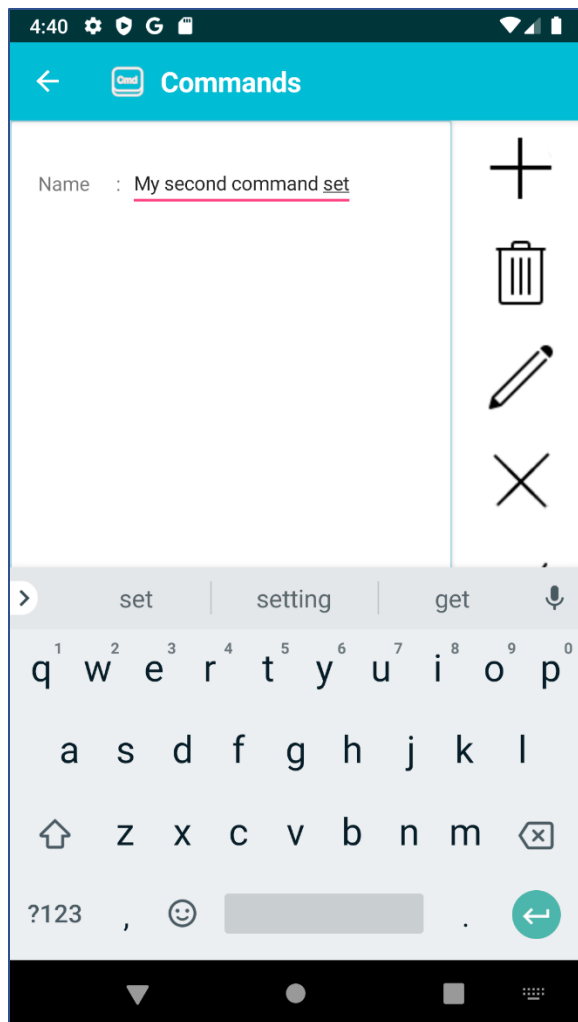 4:40 G
Cmd Commands
Name : My second command set
set setting get
1 2 3 4 5 6 7 8 9 0
q w e r t y u i o p
a s d f g h j k l
z x c v b n m
?123 , .